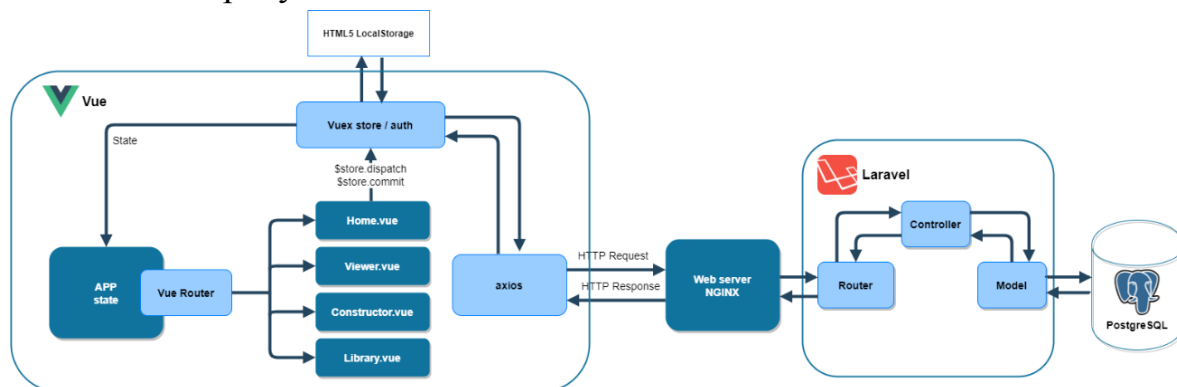 HTML5 LocalStorage
Vue
Vuex store / auth
State
$store.dispatch
$store.commit
Home.vue
Viewer.vue
Constructor.vue
Library.vue
APP
state
Vue Router
axios
HTTP Request
HTTP Response
Web server
NGINX
Laravel
Controller
Router
Model
PostgreSQL